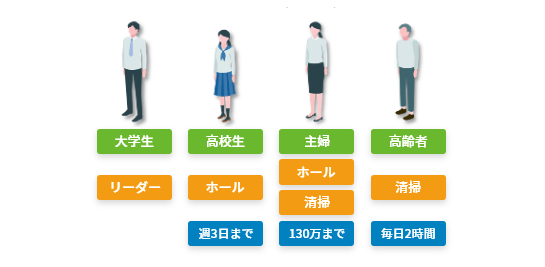 大学生
高校生
主婦
高齢者
リーダー
ホール
ホール
清掃
清掃
週3日まで
130万まで
毎日2時間